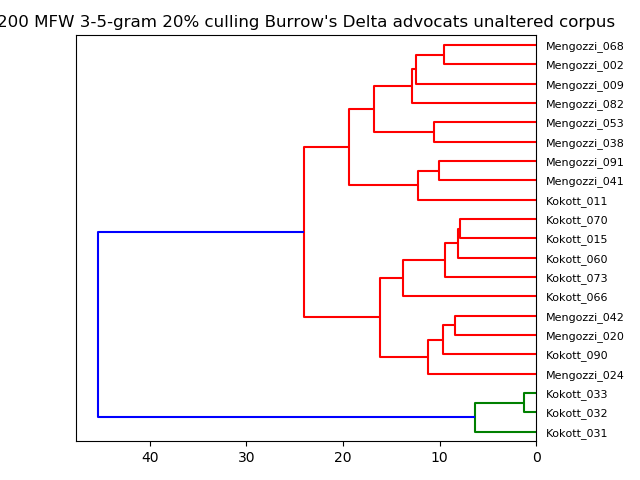 200 MFW 3-5-gram 20% culling Burrow's Delta advocats unaltered corpus
Mengozzi_068
Mengozzi_002
Mengozzi_009
Mengozzi_082
Mengozzi_053
Mengozzi_038
Mengozzi_091
Mengozzi_041
Kokott_011
Kokott_070
Kokott_015
Kokott_060
Kokott_073
Kokott_066
Mengozzi_042
Mengozzi_020
Kokott_090
Mengozzi_024
Kokott_033
Kokott_032
Kokott_031
40 30 20 10 0